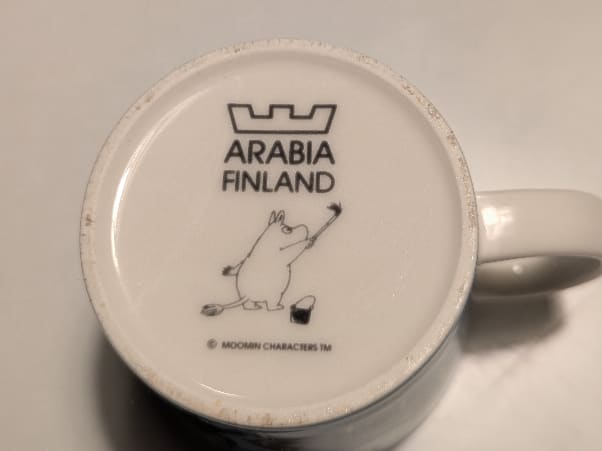 ARABIA
FINLAND
© MOOMIN CHARACTERS TM